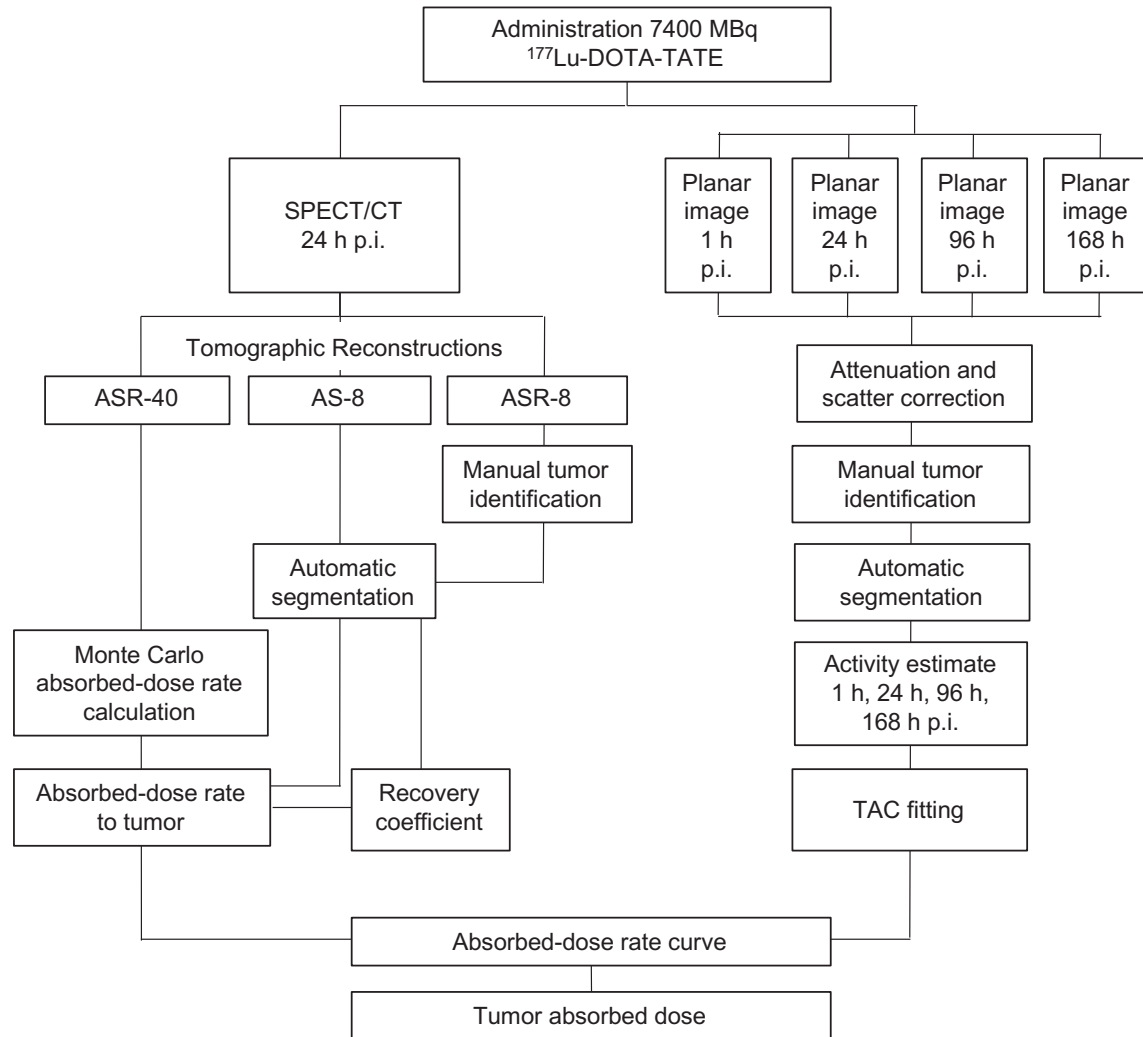 Administration 7400 MBq
¹⁷⁷Lu-DOTA-TATE
SPECT/CT
24 h p.i.
Planar
image
1 h
p.i.
Planar
image
24 h
p.i.
Planar
image
96 h
p.i.
Planar
image
168 h
p.i.
Tomographic Reconstructions
ASR-40
AS-8
ASR-8
Manual tumor
identification
Automatic
segmentation
Monte Carlo
absorbed-dose rate
calculation
Absorbed-dose rate
to tumor
Recovery
coefficient
Attenuation and
scatter correction
Manual tumor
identification
Automatic
segmentation
Activity estimate
1 h, 24 h, 96 h,
168 h p.i.
TAC fitting
Absorbed-dose rate curve
Tumor absorbed dose